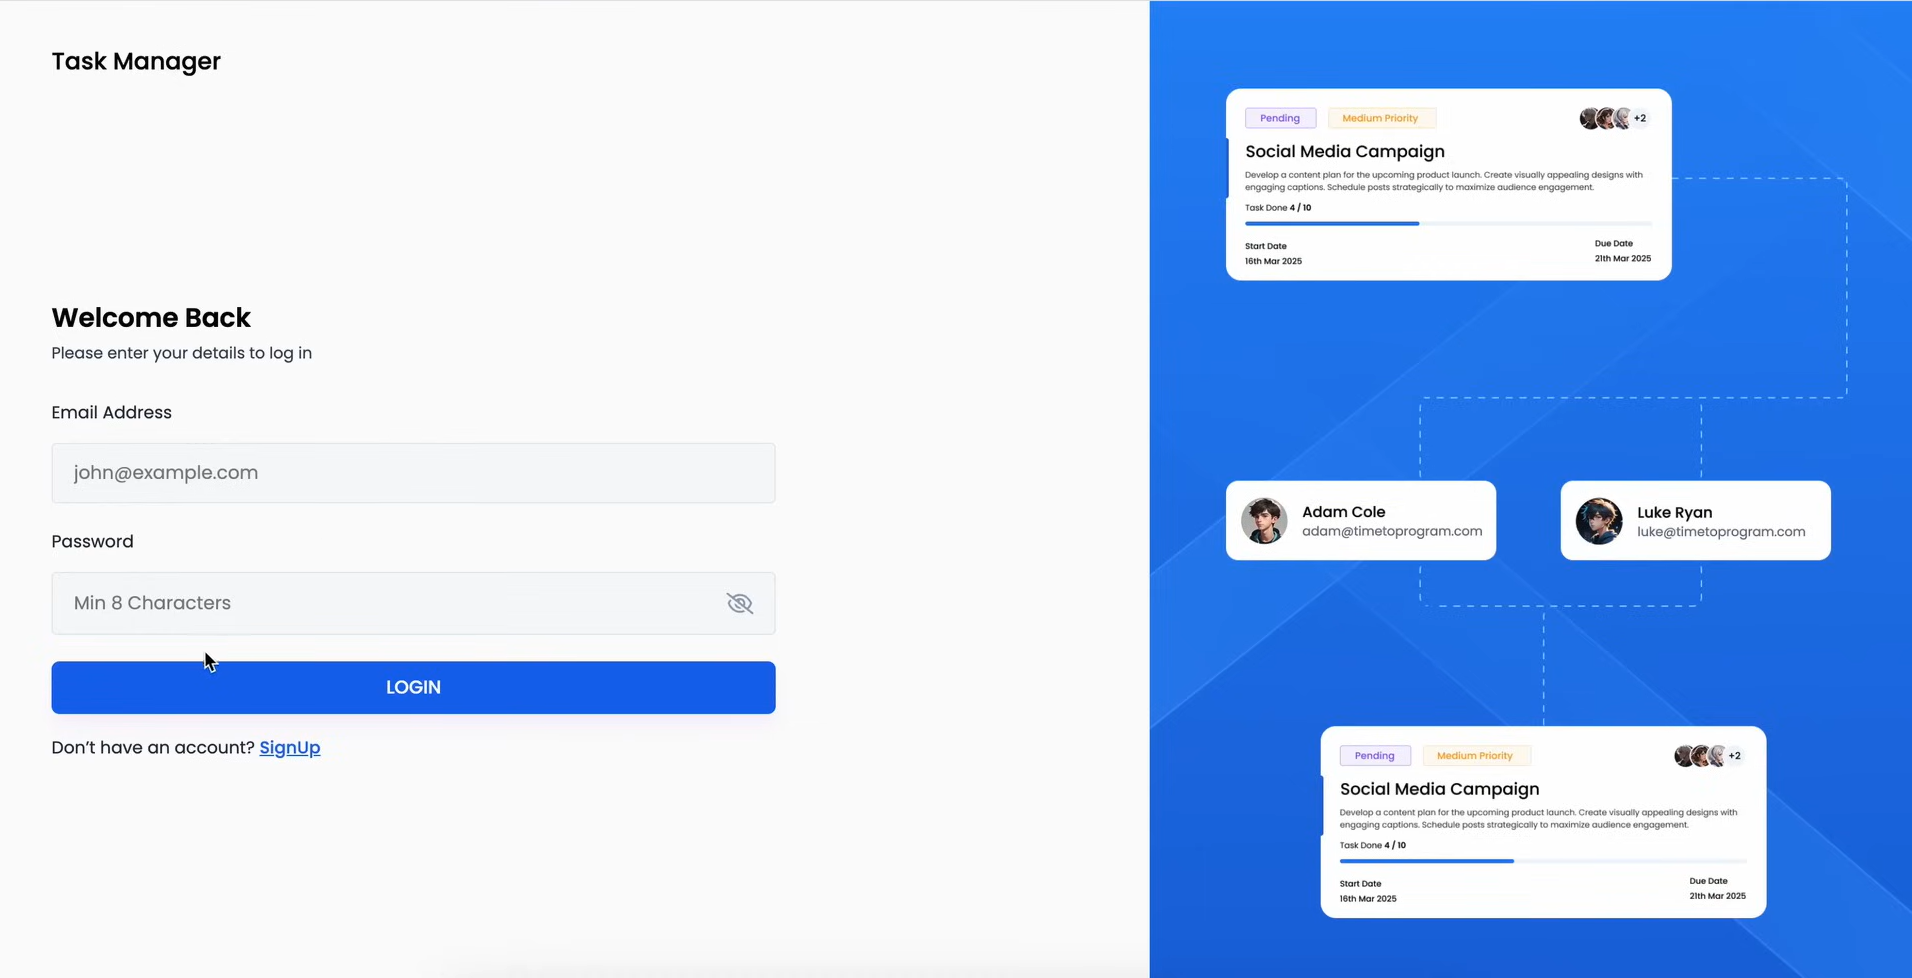 Task Manager
Welcome Back
Please enter your details to log in
Email Address
john@example.com
Password
Min 8 Characters
LOGIN
Don't have an account? SignUp
Pending
Medium Priority
+2
Social Media Campaign
Develop a content plan for the upcoming product launch. Create visually appealing designs with
engaging captions. Schedule posts strategically to maximize audience engagement.
Task Done 4 / 10
Start Date
16th Mar 2025
Due Date
21th Mar 2025
Adam Cole
adam@timetoprogram.com
Luke Ryan
luke@timetoprogram.com
Pending
Medium Priority
+2
Social Media Campaign
Develop a content plan for the upcoming product launch. Create visually appealing designs with
engaging captions. Schedule posts strategically to maximize audience engagement.
Task Done 4 / 10
Start Date
16th Mar 2025
Due Date
21th Mar 2025